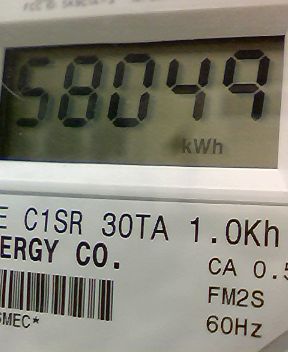 58049
kWh
E C1SR 30TA 1.0Kh
ERGY CO.
CA 0.5
FM2S
60Hz
SMEC*